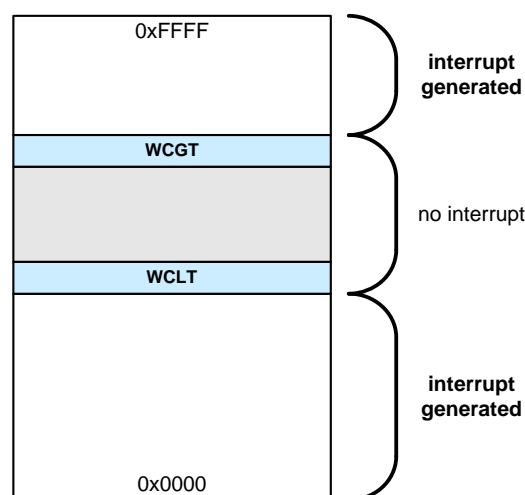 0xFFFF
interrupt
generated
WCGT
no interrupt
WCLT
interrupt
generated
0x0000